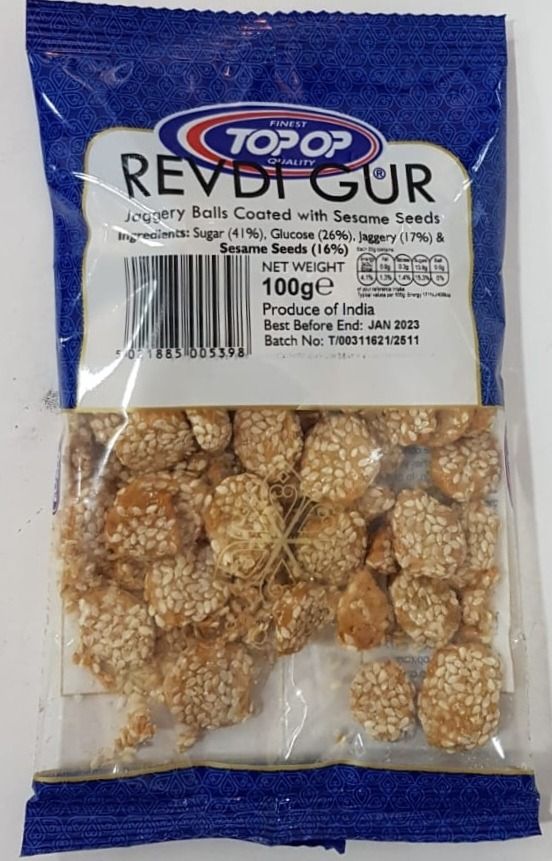 FINEST
TOP OP
QUALITY
REVDI GUR
®
Jaggery Balls Coated with Sesame Seeds
Ingredients: Sugar (41%), Glucose (26%), Jaggery (17%) &
Sesame Seeds (16%)
NET WEIGHT
100g℮
Produce of India
Best Before End: JAN 2023
Batch No: T/00311621/2511
5 021885 005398